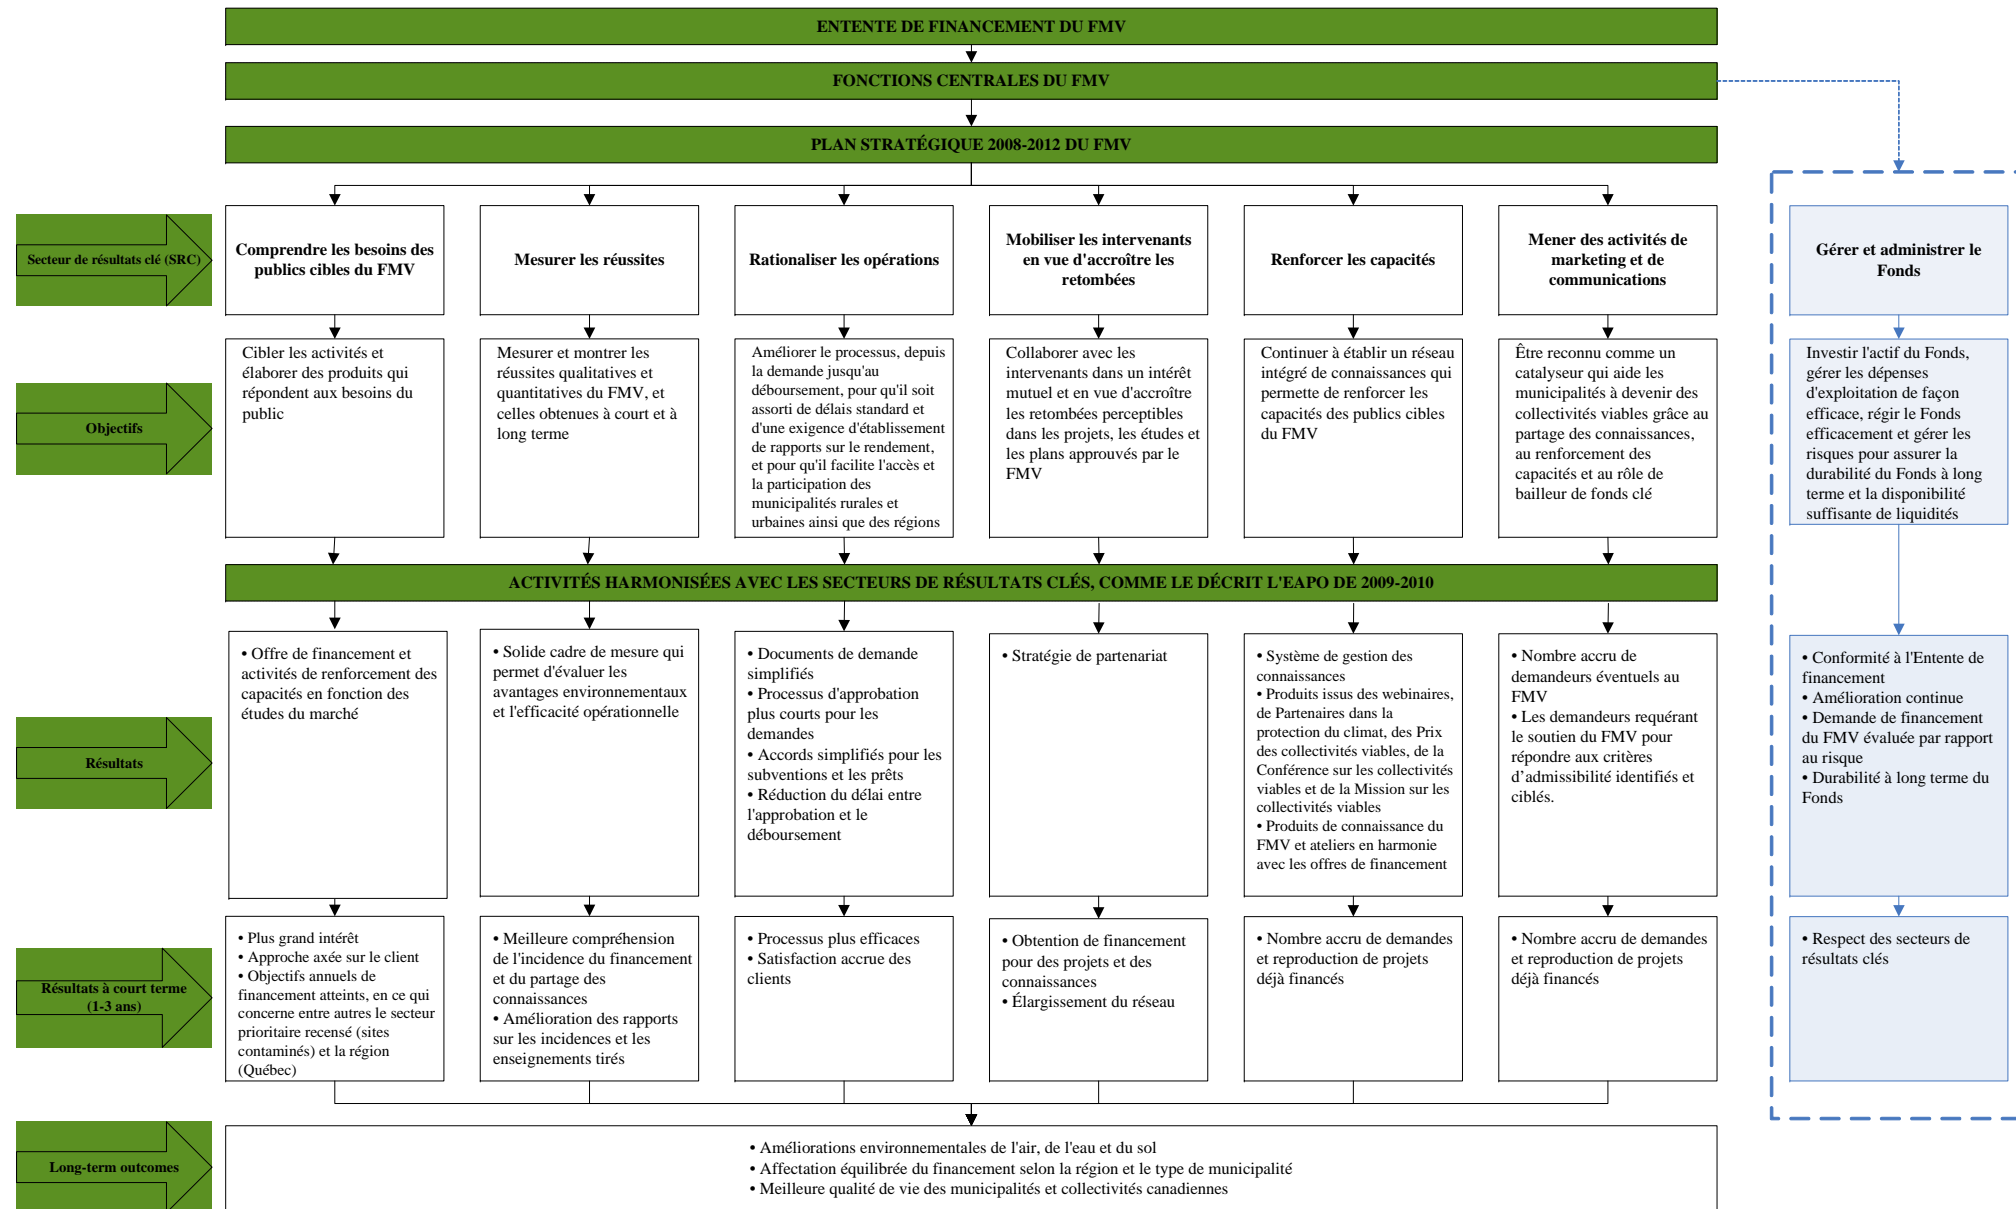 ENTENTE DE FINANCEMENT DU FMV
FONCTIONS CENTRALES DU FMV
PLAN STRATÉGIQUE 2008-2012 DU FMV
Secteur de résultats clé (SRC)
Comprendre les besoins des
publics cibles du FMV
Mesurer les réussites
Rationaliser les opérations
Mobiliser les intervenants
en vue d'accroître les
retombées
Renforcer les capacités
Mener des activités de
marketing et de
communications
Gérer et administrer le
Fonds
Objectifs
Cibler les activités et
élaborer des produits qui
répondent aux besoins du
public
Mesurer et montrer les
réussites qualitatives et
quantitatives du FMV, et
celles obtenues à court et à
long terme
Améliorer le processus, depuis
la demande jusqu'au
déboursement, pour qu'il soit
assorti de délais standard et
d'une exigence d'établissement
de rapports sur le rendement,
et pour qu'il facilite l'accès et
la participation des
municipalités rurales et
urbaines ainsi que des régions
Collaborer avec les
intervenants dans un intérêt
mutuel et en vue d'accroître
les retombées perceptibles
dans les projets, les études et
les plans approuvés par le
FMV
Continuer à établir un réseau
intégré de connaissances qui
permette de renforcer les
capacités des publics cibles
du FMV
Être reconnu comme un
catalyseur qui aide les
municipalités à devenir des
collectivités viables grâce au
partage des connaissances,
au renforcement des
capacités et au rôle de
bailleur de fonds clé
Investir l'actif du Fonds,
gérer les dépenses
d'exploitation de façon
efficace, régir le Fonds
efficacement et gérer les
risques pour assurer la
durabilité du Fonds à long
terme et la disponibilité
suffisante de liquidités
ACTIVITÉS HARMONISÉES AVEC LES SECTEURS DE RÉSULTATS CLÉS, COMME LE DÉCRIT L'EAPO DE 2009-2010
Résultats
• Offre de financement et
activités de renforcement des
capacités en fonction des
études du marché
• Solide cadre de mesure qui
permet d'évaluer les
avantages environnementaux
et l'efficacité opérationnelle
• Documents de demande
simplifiés
• Processus d'approbation
plus courts pour les
demandes
• Accords simplifiés pour les
subventions et les prêts
• Réduction du délai entre
l'approbation et le
déboursement
• Stratégie de partenariat
• Système de gestion des
connaissances
• Produits issus des webinaires,
de Partenaires dans la
protection du climat, des Prix
des collectivités viables, de la
Conférence sur les collectivités
viables et de la Mission sur les
collectivités viables
• Produits de connaissance du
FMV et ateliers en harmonie
avec les offres de financement
• Nombre accru de
demandeurs éventuels au
FMV
• Les demandeurs requérant
le soutien du FMV pour
répondre aux critères
d’admissibilité identifiés et
ciblés.
• Conformité à l'Entente de
financement
• Amélioration continue
• Demande de financement
du FMV évaluée par rapport
au risque
• Durabilité à long terme du
Fonds
Résultats à court terme
(1-3 ans)
• Plus grand intérêt
• Approche axée sur le client
• Objectifs annuels de
financement atteints, en ce qui
concerne entre autres le secteur
prioritaire recensé (sites
contaminés) et la région
(Québec)
• Meilleure compréhension
de l'incidence du financement
et du partage des
connaissances
• Amélioration des rapports
sur les incidences et les
enseignements tirés
• Processus plus efficaces
• Satisfaction accrue des
clients
• Obtention de financement
pour des projets et des
connaissances
• Élargissement du réseau
• Nombre accru de demandes
et reproduction de projets
déjà financés
• Nombre accru de demandes
et reproduction de projets
déjà financés
• Respect des secteurs de
résultats clés
Long-term outcomes
• Améliorations environnementales de l'air, de l'eau et du sol
• Affectation équilibrée du financement selon la région et le type de municipalité
• Meilleure qualité de vie des municipalités et collectivités canadiennes